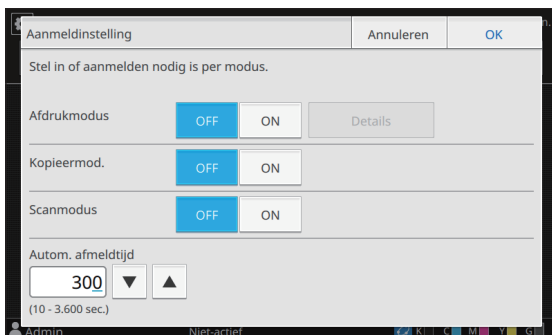 Aanmeldinstelling
Annuleren
OK
n.
Stel in of aanmelden nodig is per modus.
Afdrukmodus
OFF
ON
Details
Kopieermod.
OFF
ON
Scanmodus
OFF
ON
Autom. afmeldtijd
300
(10 - 3.600 sec.)
Admin
Niet-actief
K
C
M
Y
G